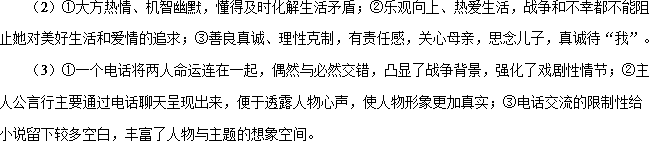 （2）①大方热情、机智幽默，懂得及时化解生活矛盾；②乐观向上、热爱生活，战争和不幸都不能阻
止她对美好生活和爱情的追求；③善良真诚、理性克制，有责任感，关心母亲，思念儿子，真诚待“我”。
（3）①一个电话将两人命运连在一起，偶然与必然交错，凸显了战争背景，强化了戏剧性情节；②主
人公言行主要通过电话聊天呈现出来，便于透露人物心声，使人物形象更加真实；③电话交流的限制性给
小说留下较多空白，丰富了人物与主题的想象空间。